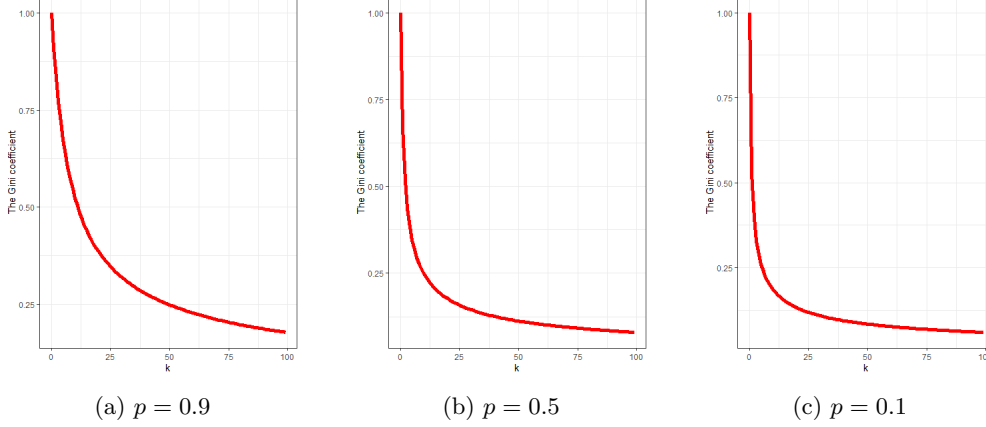 The Gini coefficient
1.00
0.75
0.50
0.25
0 25 50 75 100
k
(a) p = 0.9
The Gini coefficient
1.00
0.75
0.50
0.25
0 25 50 75 100
k
(b) p = 0.5
The Gini coefficient
1.00
0.75
0.50
0.25
0 25 50 75 100
k
(c) p = 0.1